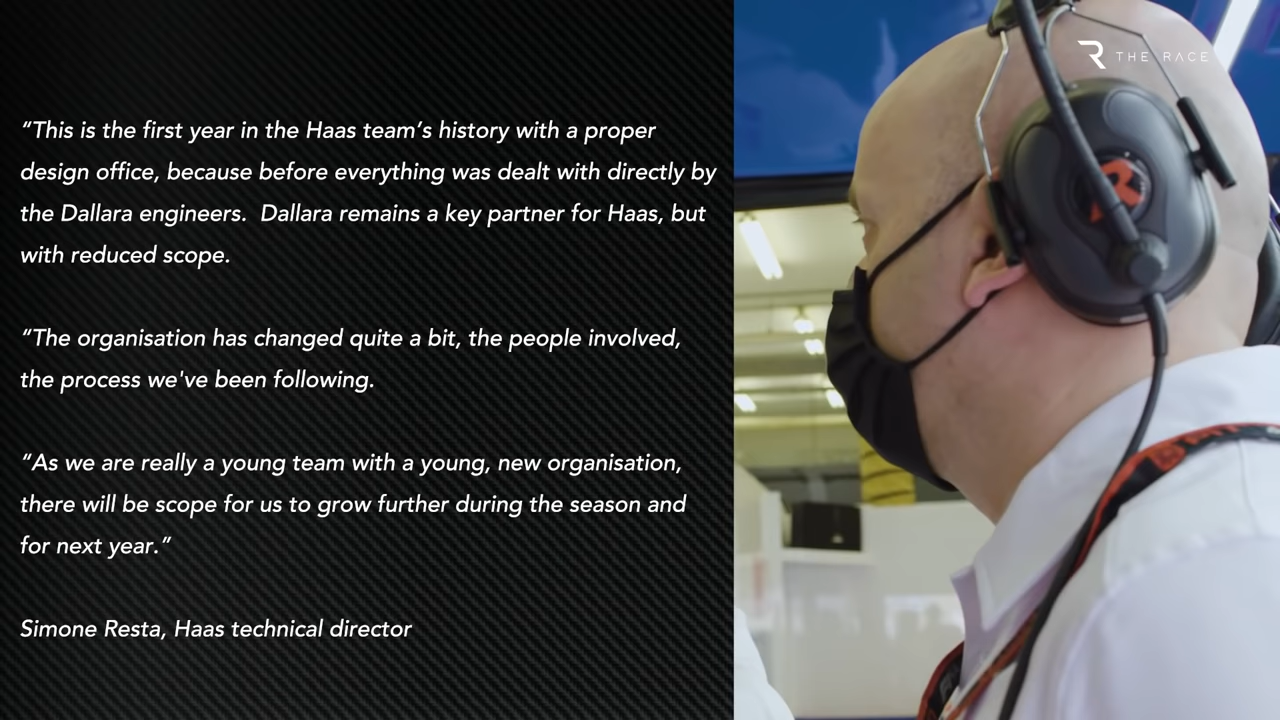 “This is the first year in the Haas team’s history with a proper
design office, because before everything was dealt with directly by
the Dallara engineers.  Dallara remains a key partner for Haas, but
with reduced scope.
“The organisation has changed quite a bit, the people involved,
the process we've been following.
“As we are really a young team with a young, new organisation,
there will be scope for us to grow further during the season and
for next year.”
Simone Resta, Haas technical director
THE RACE